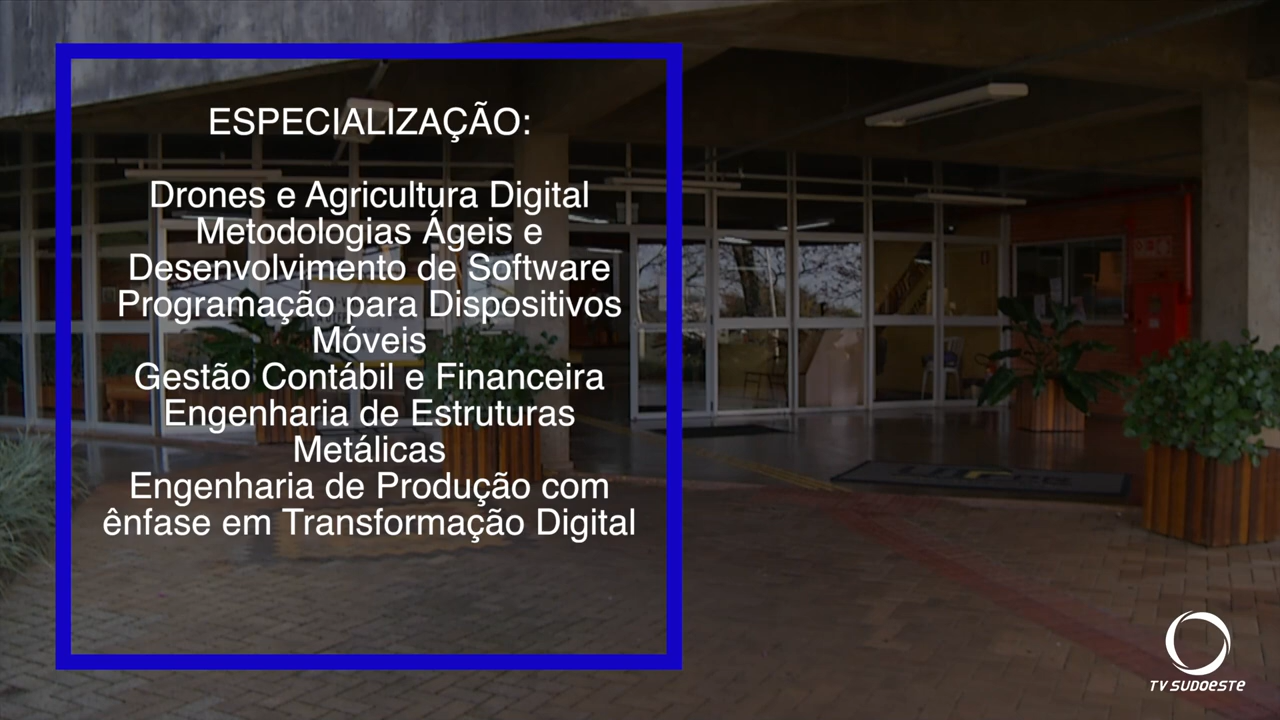 ESPECIALIZAÇÃO:
Drones e Agricultura Digital
Metodologias Ágeis e
Desenvolvimento de Software
Programação para Dispositivos
Móveis
Gestão Contábil e Financeira
Engenharia de Estruturas
Metálicas
Engenharia de Produção com
ênfase em Transformação Digital
TV SUDOESTE